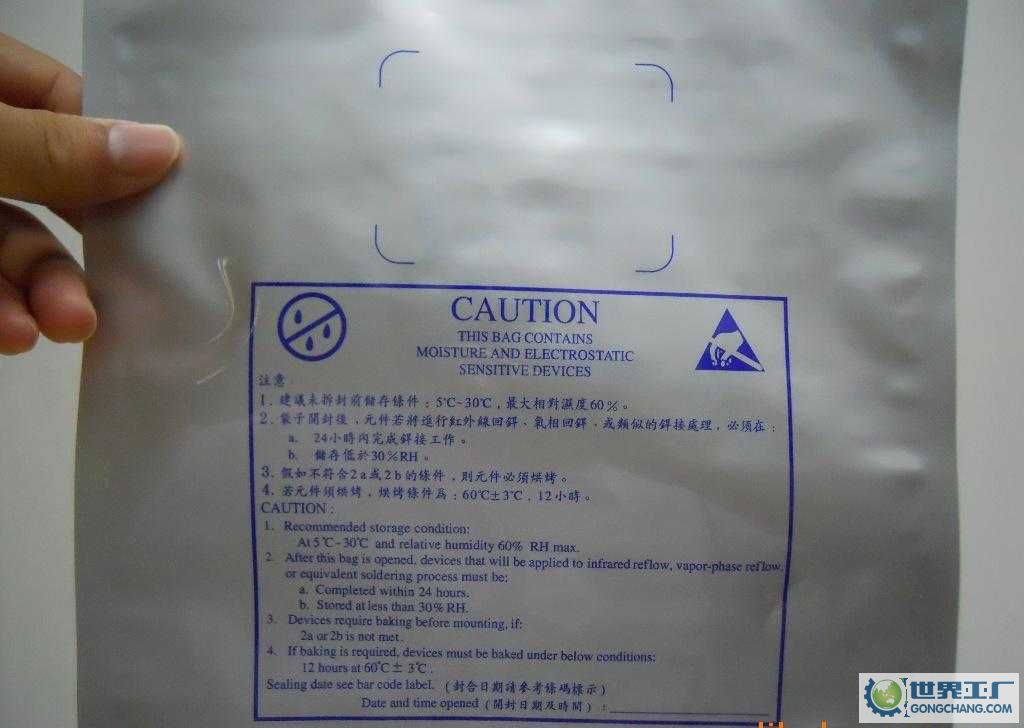 CAUTION
THIS BAG CONTAINS
MOISTURE AND ELECTROSTATIC
SENSITIVE DEVICES
注意:
1. 建議未拆封前儲存條件：5℃~30℃，最大相對濕度60%。
2. 袋子開封後，元件若將進行紅外線回銲、氣相回銲、或類似的銲接處理，必須在：
a. 24小時內完成銲接工作。
b. 儲存低於30%RH。
3. 假如不符合2a或2b的條件，則元件必須烘烤。
4. 若元件須烘烤，烘烤條件為：60℃±3℃，12小時。
CAUTION :
1. Recommended storage condition:
At 5℃-30℃ and relative humidity 60% RH max.
2. After this bag is opened, devices that will be applied to infrared reflow, vapor-phase reflow,
or equivalent soldering process must be:
a. Completed within 24 hours.
b. Stored at less than 30% RH.
3. Devices require baking before mounting, if:
2a or 2b is not met.
4. If baking is required, devices must be baked under below conditions:
12 hours at 60℃ ± 3℃.
Sealing date see bar code label. (封合日期請參考條碼標示)
Date and time opened (開封日期及時間) :
世界工厂
GONGCHANG.COM